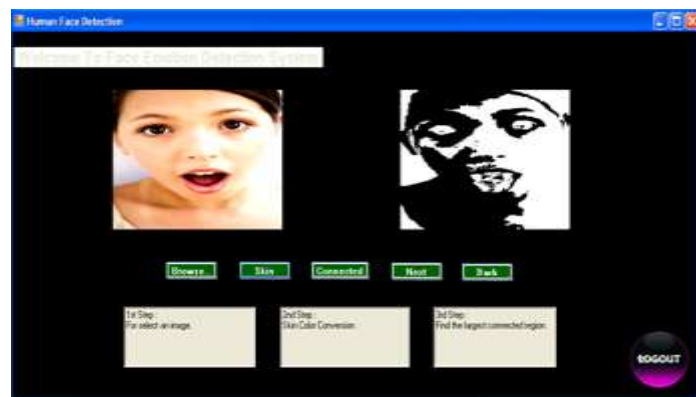 Human Face Detection
Welcome To Face Emotion Detection System
Browse..
Skin
Connected
Next
Back
1st Step :
For select an image.
2nd Step :
Skin Color Conversion.
3rd Step:
Find the largest connected region.
LOGOUT